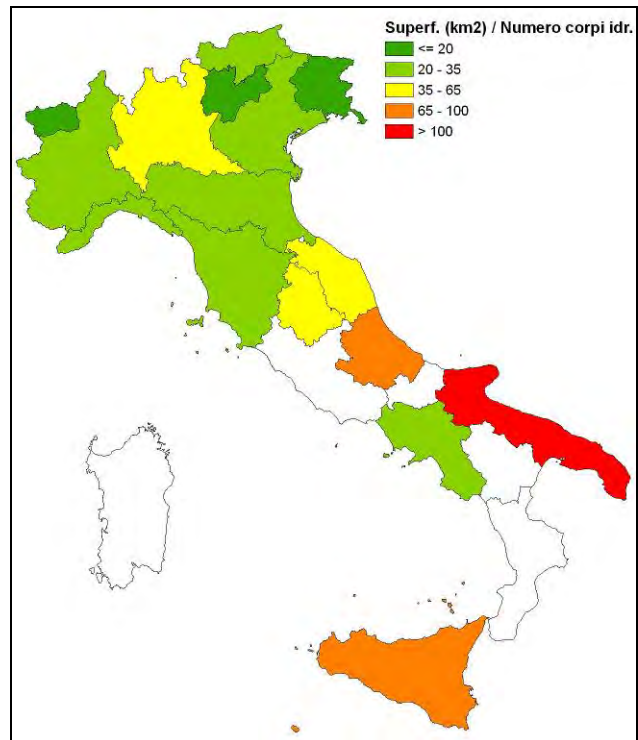 Superf. (km2) / Numero corpi idr.
<= 20
20 - 35
35 - 65
65 - 100
> 100